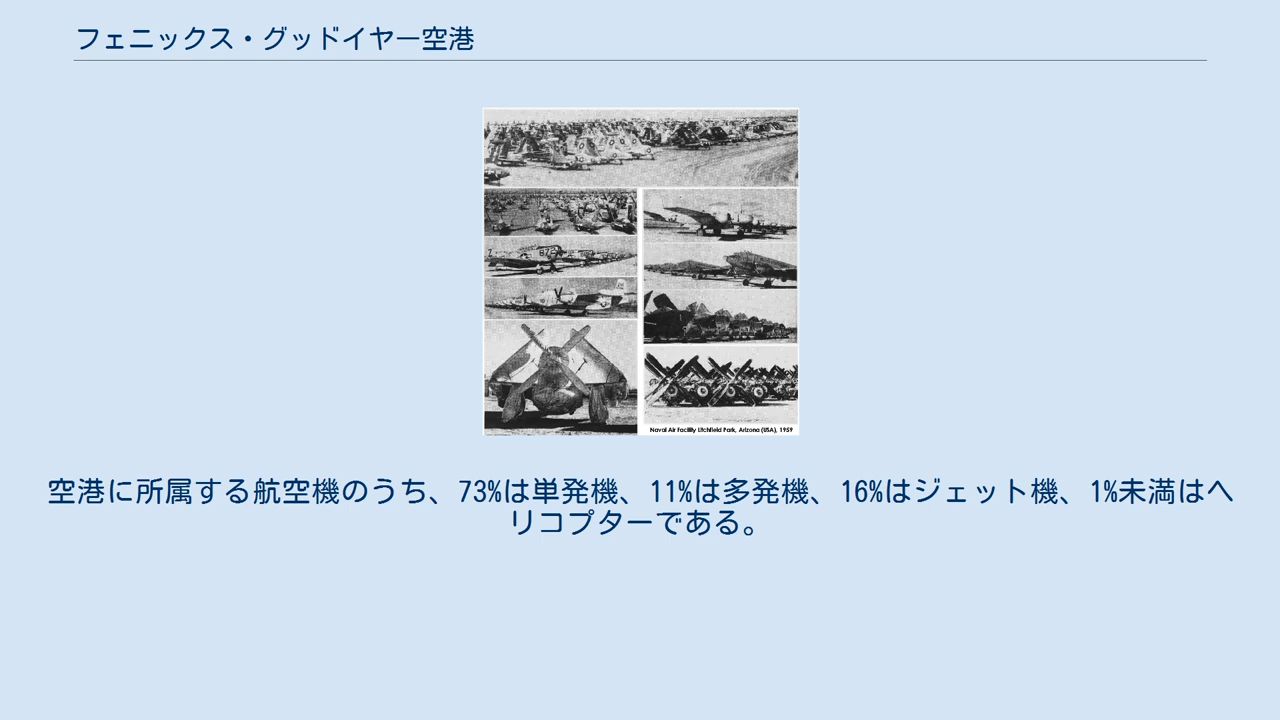 フェニックス・グッドイヤー空港
Naval Air Facility Litchfield Park, Arizona (USA), 1959
空港に所属する航空機のうち、73%は単発機、11%は多発機、16%はジェット機、1%未満はヘ
リコプターである。